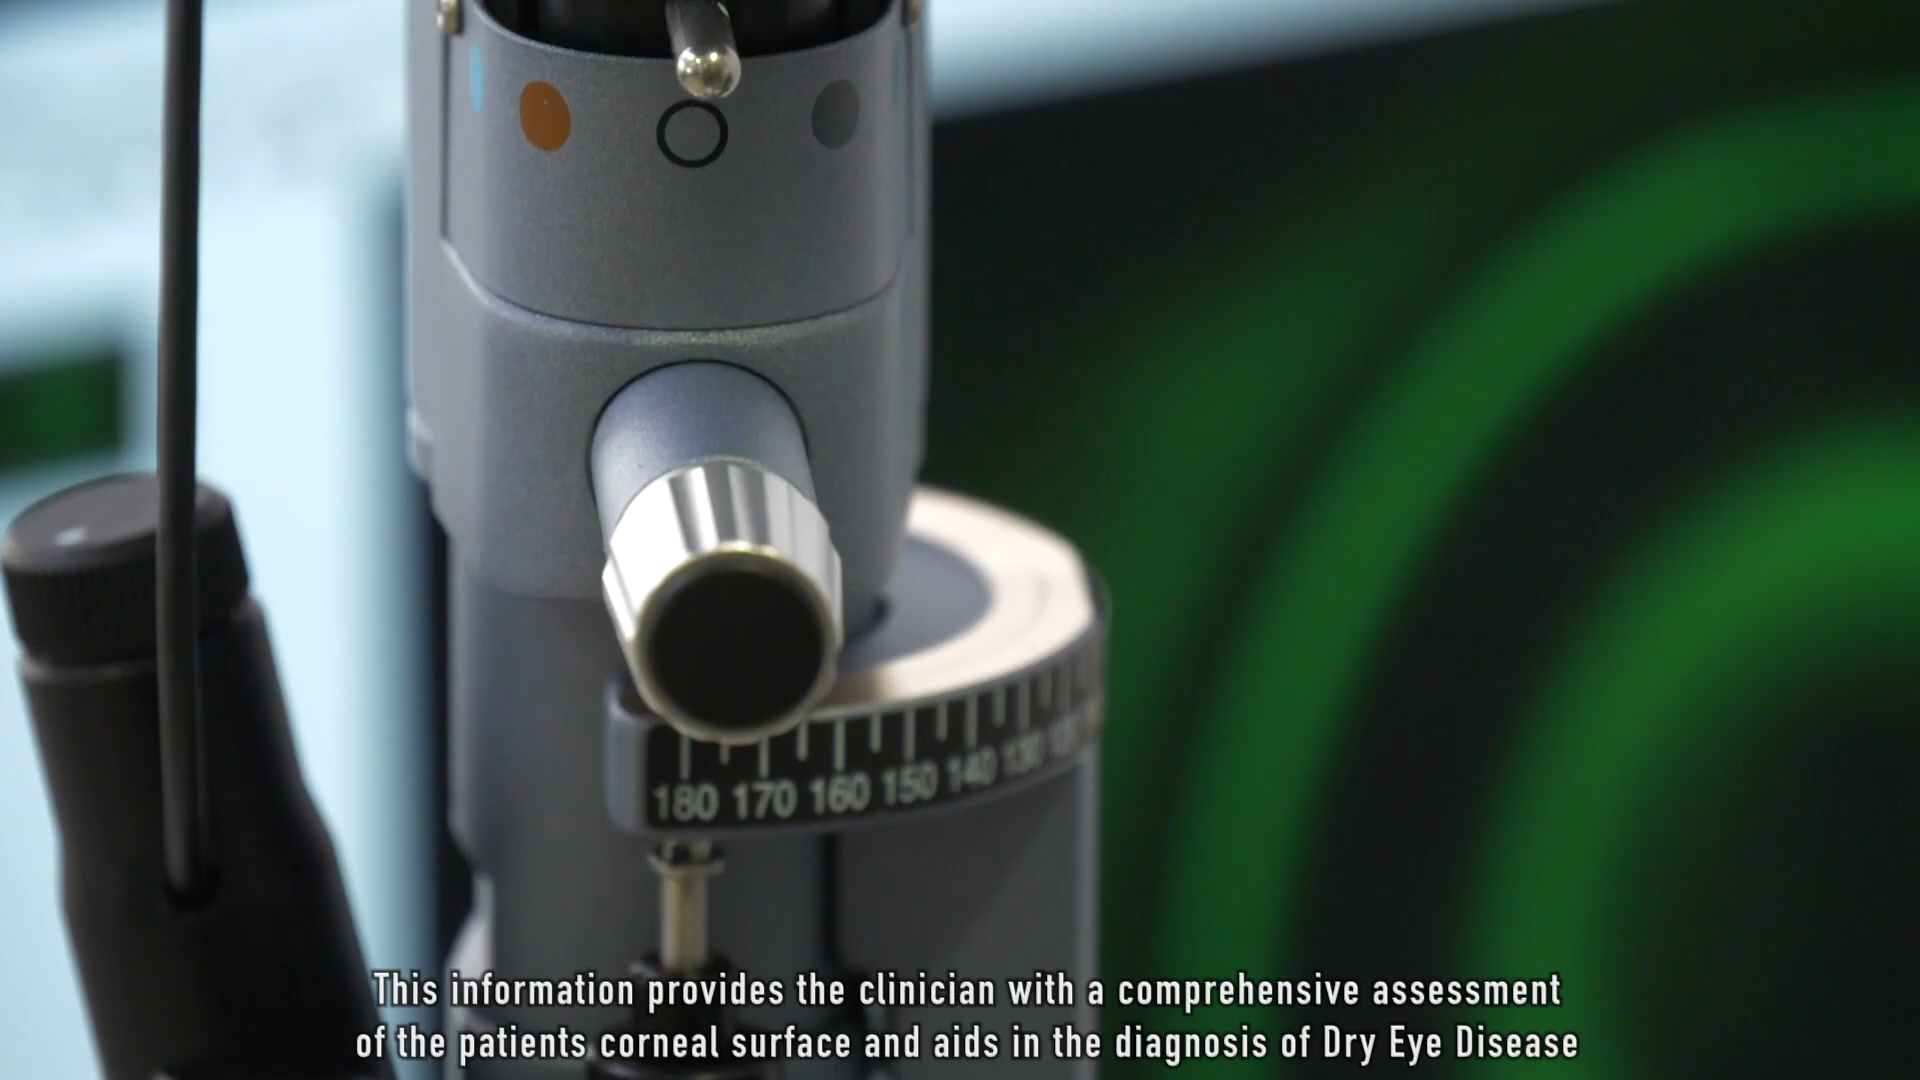 180 170 160 150 140 130
This information provides the clinician with a comprehensive assessment
of the patients corneal surface and aids in the diagnosis of Dry Eye Disease